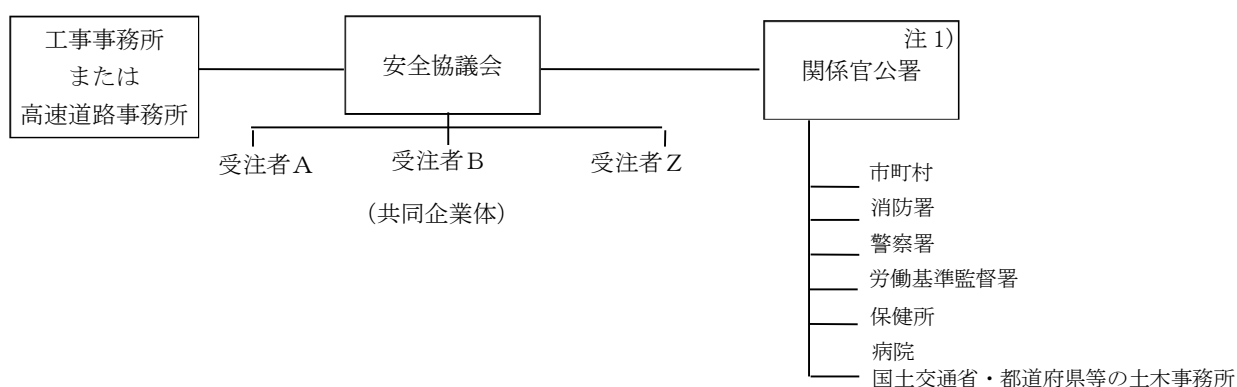 工事事務所
または
高速道路事務所
安全協議会
注1)
関係官公署
受注者A
受注者B
受注者Z
（共同企業体）
市町村
消防署
警察署
労働基準監督署
保健所
病院
国土交通省・都道府県等の土木事務所